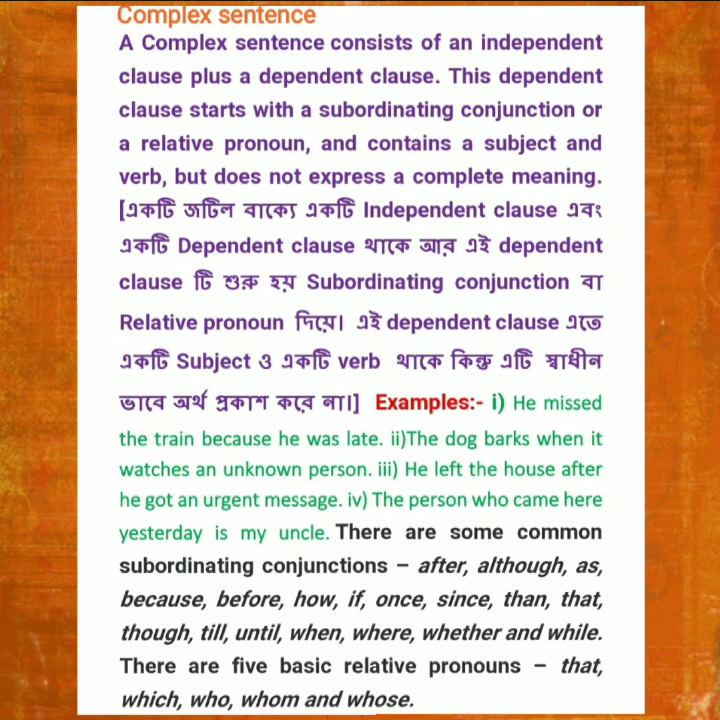 Complex sentence
A Complex sentence consists of an independent
clause plus a dependent clause. This dependent
clause starts with a subordinating conjunction or
a relative pronoun, and contains a subject and
verb, but does not express a complete meaning.
[একটি জটিল বাক্যে একটি Independent clause এবং
একটি Dependent clause থাকে আর এই dependent
clause টি শুরু হয় Subordinating conjunction বা
Relative pronoun দিয়ে। এই dependent clause এতে
একটি Subject ও একটি verb থাকে কিন্তু এটি স্বাধীন
ভাবে অর্থ প্রকাশ করে না।] Examples:- i) He missed
the train because he was late. ii)The dog barks when it
watches an unknown person. iii) He left the house after
he got an urgent message. iv) The person who came here
yesterday is my uncle. There are some common
subordinating conjunctions – after, although, as,
because, before, how, if, once, since, than, that,
though, till, until, when, where, whether and while.
There are five basic relative pronouns – that,
which, who, whom and whose.